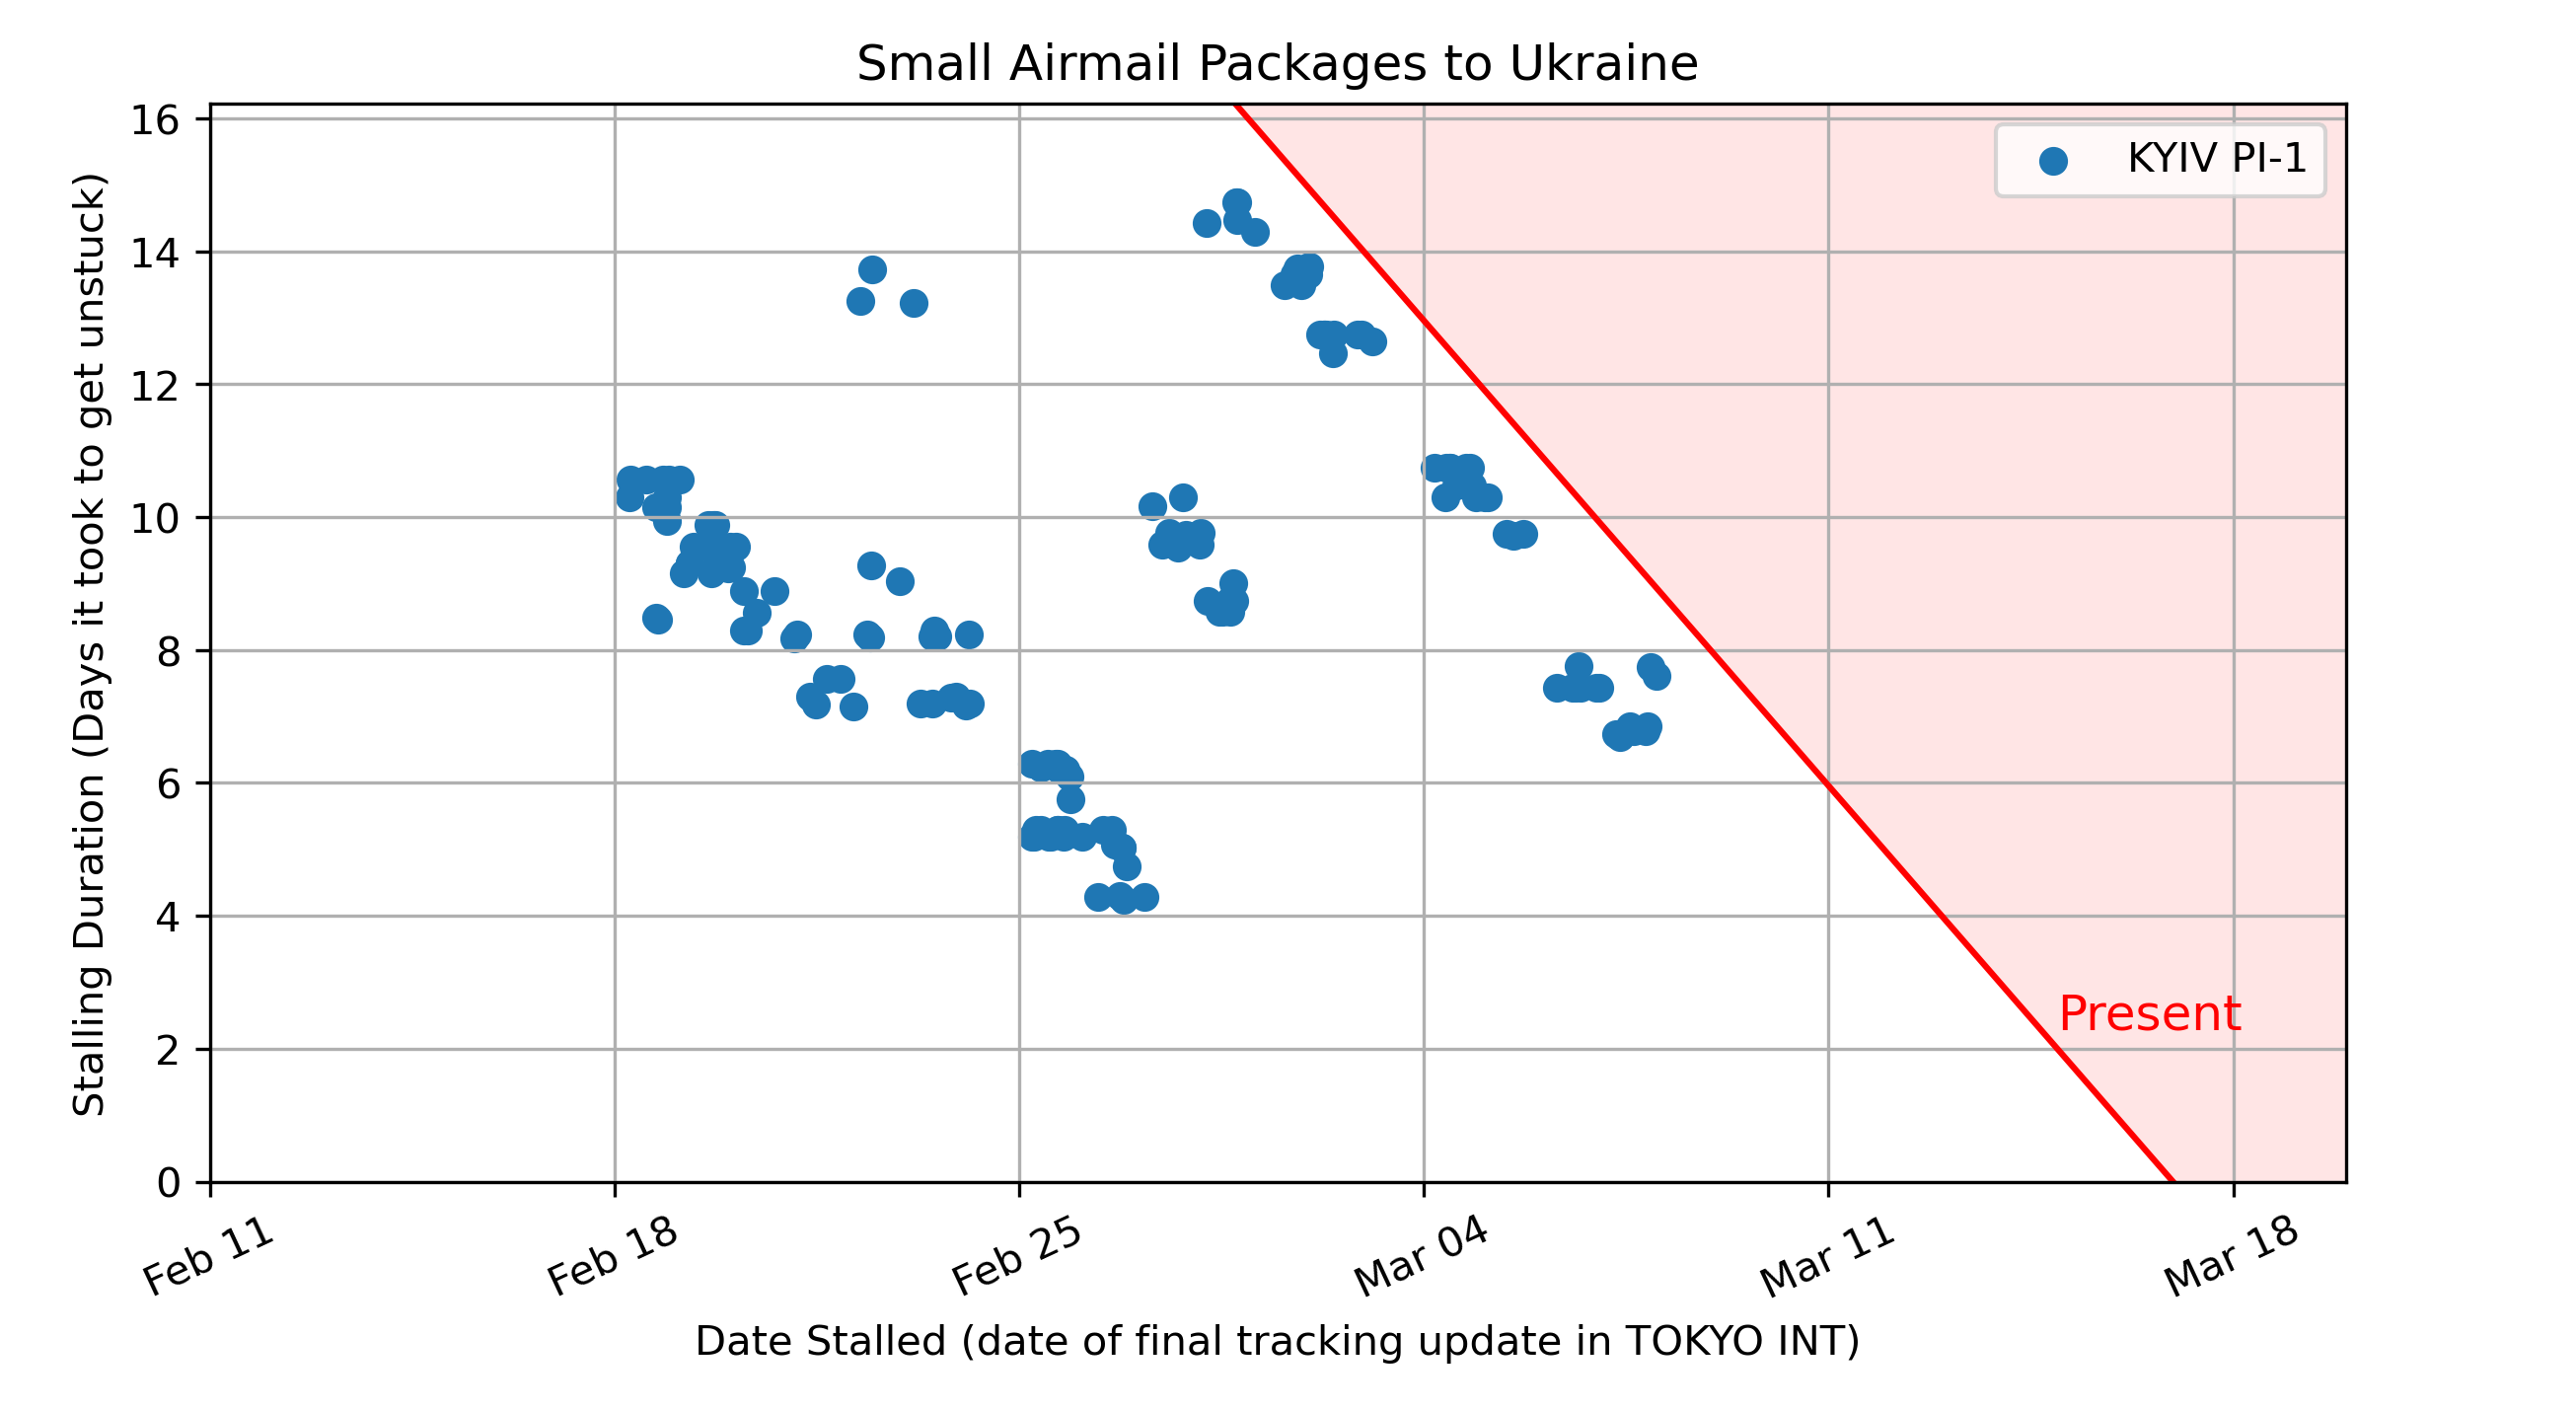 Small Airmail Packages to Ukraine
Stalling Duration (Days it took to get unstuck)
16
14
12
10
8
6
4
2
0
KYIV PI-1
Present
Feb 11
Feb 18
Feb 25
Mar 04
Mar 11
Mar 18
Date Stalled (date of final tracking update in TOKYO INT)